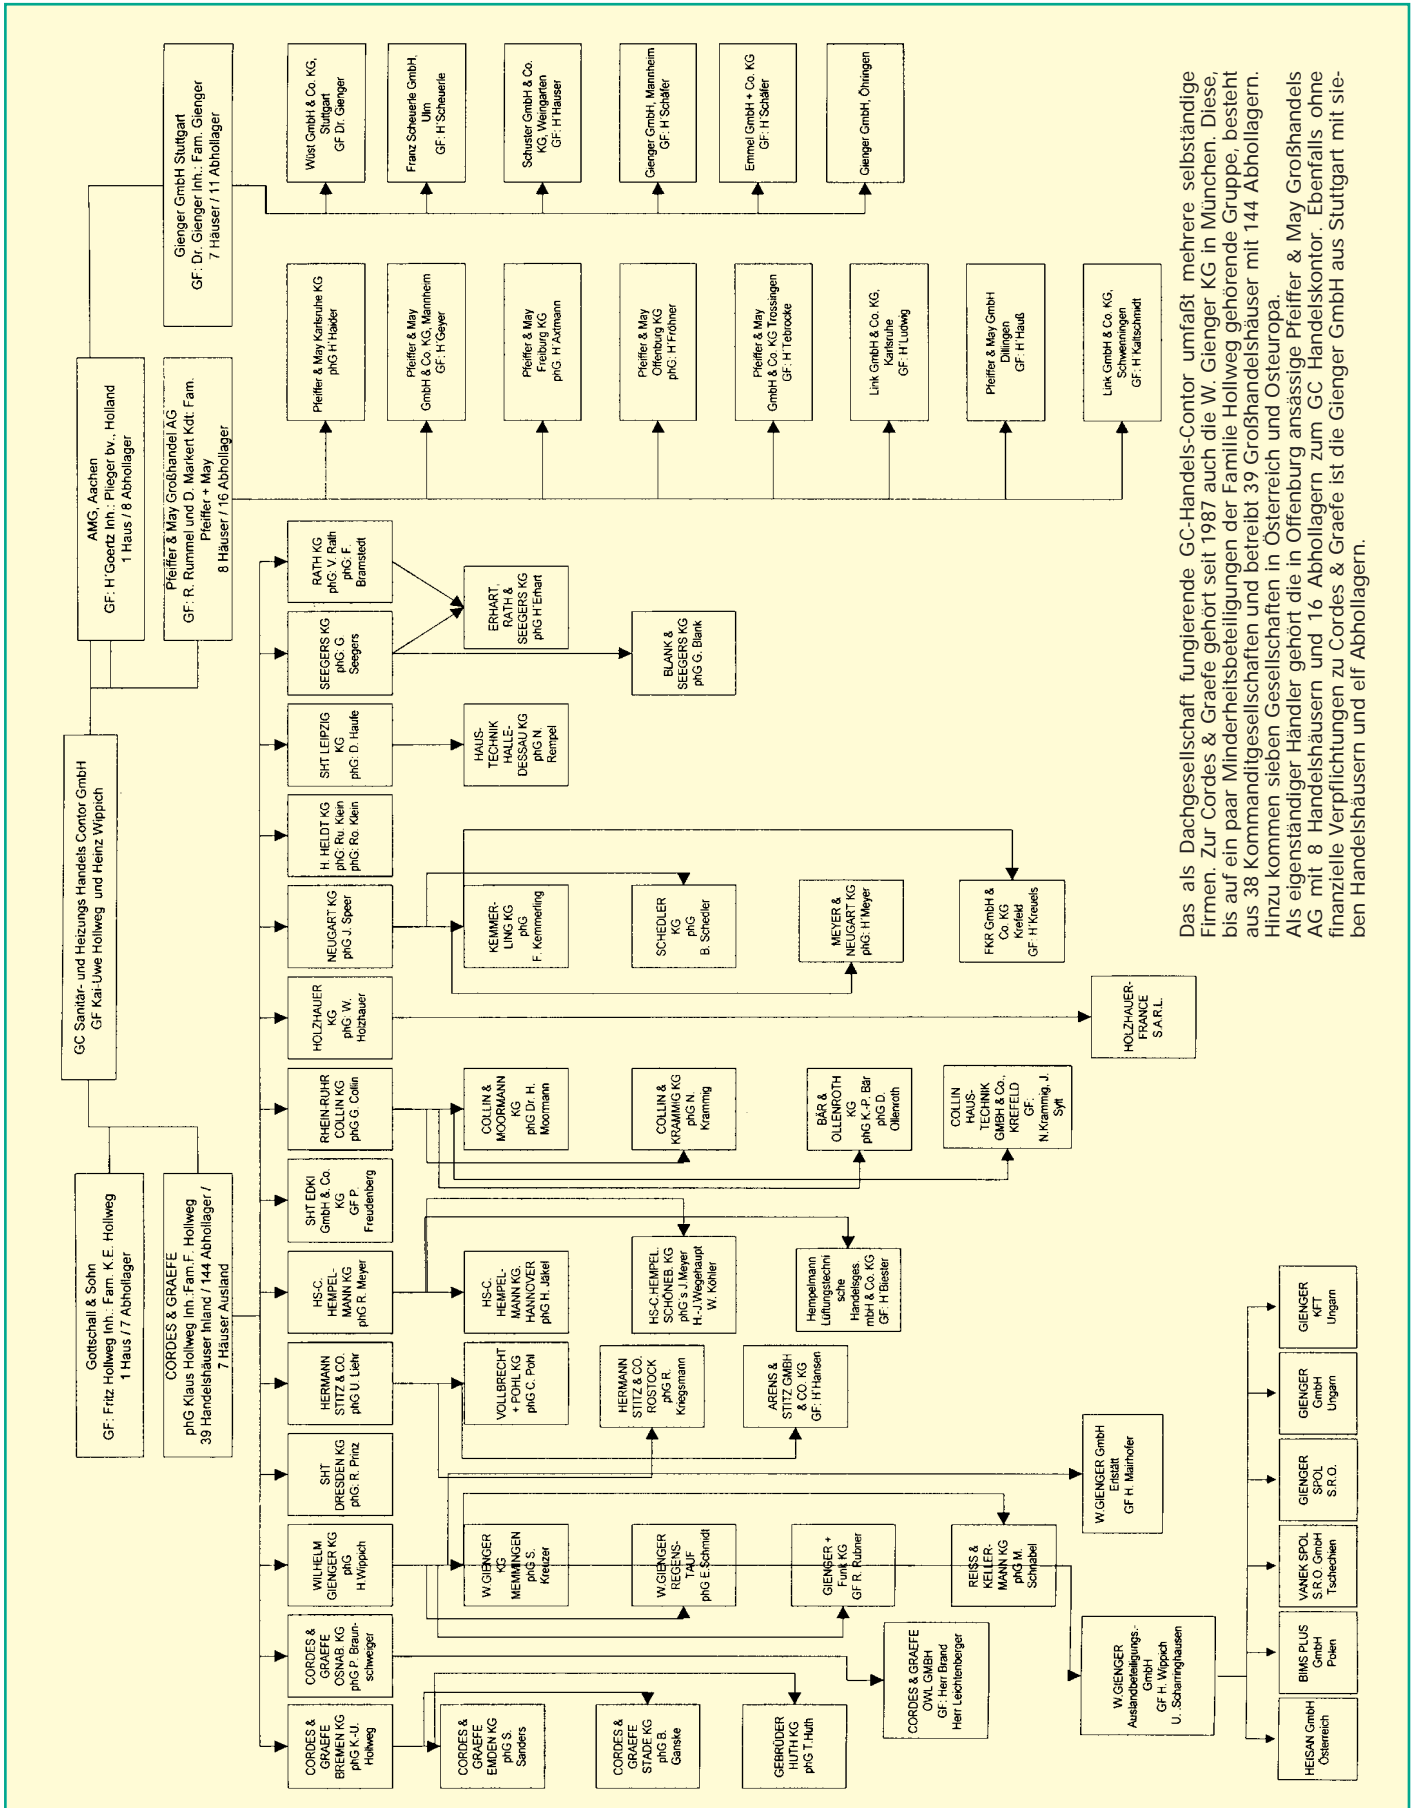 GC Sanitär- und Heizungs Handels Contor GmbH
GF Kai-Uwe Hollweg und Heinz Wippich
Gottschall & Sohn
GF: Fritz Hollweg Inh.: Fam. K.E. Hollweg
1 Haus / 7 Abhollager
CORDES & GRAEFE
phG Klaus Hollweg Inh.:Fam.F. Hollweg
39 Handelshäuser Inland / 144 Abhollager /
7 Häuser Ausland
AMG, Aachen
GF: H´Goertz Inh.: Plieger bv., Holland
1 Haus / 8 Abhollager
Pfeiffer & May Großhandel AG
GF: R. Rummel und D. Markert Kdt: Fam.
Pfeiffer + May
8 Häuser / 16 Abhollager
Gienger GmbH Stuttgart
GF: Dr. Gienger Inh.: Fam. Gienger
7 Häuser / 11 Abhollager
CORDES &
GRAEFE
BREMEN KG
phG K.-U.
Hollweg
CORDES &
GRAEFE
OSNAB. KG
phG P. Braun-
schweiger
WILHELM
GIENGER KG
phG
H.Wippich
SHT
DRESDEN KG
phG: R. Prinz
HERMANN
STITZ & CO.
phG U. Liehr
HS-C.
HEMPEL-
MANN KG
phG R. Meyer
SHT EDKI
GmbH &. Co.
KG
GF P.
Freudenberg
RHEIN-RUHR
COLLIN KG
phG G. Collin
HOLZHAUER
KG
phG: W.
Holzhauer
NEUGART KG
phG J. Speer
H. HELDT KG
phG: Ru. Klein
phG: Ro. Klein
SHT LEIPZIG
KG
phG: D. Haufe
SEEGERS KG
phG: G.
Seegers
RATH KG
phG: V. Rath
phG: F.
Bramstedt
CORDES &
GRAEFE
EMDEN KG
phG S.
Sanders
CORDES &
GRAEFE
STADE KG
phG B.
Ganske
GEBRÜDER
HUTH KG
phG T.Huth
CORDES & GRAEFE
OWL GMBH
GF: Herr Brand
Herr Leichtenberger
W.GIENGER
KG
MEMMINGEN
phG S.
Kreuzer
W.GIENGER
REGENS-
TAUF
phG E.Schmidt
GIENGER +
Funk KG
GF R. Rubner
REISS &
KELLER-
MANN KG
phG M.
Schnabel
W.GIENGER
Auslandbeteiligungs.-
GmbH
GF H. Wippich
U. .Scharringhausen
W.GIENGER GmbH
Erlstätt
GF H. Mairhofer
HEISAN GmbH
Österreich
BIMS PLUS
GmbH
Polen
VANEK SPOL
S.R.O. GmbH
Tschechien
GIENGER
SPOL
S.R.O.
GIENGER
GmbH
Ungarn
GIENGER
KFT
Ungarn
VOLLBRECHT
+ POHL KG
phG C. Pohl
HERMANN
STITZ & CO.
ROSTOCK
phG R.
Kriegsmann
ARENS &
STITZ GMBH
& CO. KG
GF: H´Hansen
HS-C.
HEMPEL-
MANN KG.
HANNOVER
phG H. Jäkel
HS-C.HEMPEL.
SCHÖNEB. KG
phG´s J.Meyer
H.-J.Wegehaupt
W. Köhler
Hempelmann
Lüftungstechni
sche
Handelsges.
mbH & Co. KG
GF: H´Biester
COLLIN &
MOORMANN
KG
phG Dr. H.
Moormann
COLLIN &
KRAMMIG KG
phG N.
Krammig
BÄR &
OLLENROTH
KG
phG K.-P. Bär
phG D.
Ollenroth
COLLIN
HAUS-
TECHNIK
GMBH & Co.,
KREFELD
GF:
N.Krammig, J.
Sylt
HOLZHAUER-
FRANCE
S.A.R.L.
KEMMER-
LING KG
phG
F. Kemmerling
SCHEDLER
KG
phG
B. Schedler
MEYER &
NEUGART KG
phG: H´Meyer
FKR GmbH &
Co. KG
Krefeld
GF: H´Kreuels
HAUS-
TECHNIK
HALLE-
DESSAU KG
phG N.
Rempel
ERHART,
RATH &
SEEGERS KG
phG H´Erhart
BLANK &
SEEGERS KG
phG G. Blank
Pfeiffer & May Karlsruhe KG
phG H´Haider
Pfeiffer & May
GmbH & Co. KG, Mannheim
GF: H´Geyer
Pfeiffer & May
Freiburg KG
phG: H´Axtmann
Pfeiffer & May
Offenburg KG
phG: H´Fröhner
Pfeiffer & May
GmbH & Co. KG Trossingen
GF: H´Tebrocke
Link GmbH & Co. KG,
Karlsruhe
GF: H´Ludwig
Pfeiffer & May GmbH
Dillingen
GF: H´Hauß
Link GmbH & Co. KG,
Schwenningen
GF: H´Kaltschmidt
Wüst GmbH & Co. KG,
Stuttgart
GF Dr. Gienger
Franz Scheuerle GmbH,
Ulm
GF: H´Scheuerle
Schuster GmbH & Co.
KG, Weingarten
GF: H´Hauser
Gienger GmbH, Mannheim
GF: H´Schäfer
Emmel GmbH + Co. KG
GF: H´Schäfer
Gienger GmbH, Öhringen
Das als Dachgesellschaft fungierende GC-Handels-Contor umfaßt mehrere selbständige
Firmen. Zur Cordes & Graefe gehört seit 1987 auch die W. Gienger KG in München. Diese,
bis auf ein paar Minderheitsbeteiligungen der Familie Hollweg gehörende Gruppe, besteht
aus 38 Kommanditgesellschaften und betreibt 39 Großhandelshäuser mit 144 Abhollagern.
Hinzu kommen sieben Gesellschaften in Österreich und Osteuropa.
Als eigenständiger Händler gehört die in Offenburg ansässige Pfeiffer & May Großhandels
AG mit 8 Handelshäusern und 16 Abhollagern zum GC Handelskontor. Ebenfalls ohne
finanzielle Verpflichtungen zu Cordes & Graefe ist die Gienger GmbH aus Stuttgart mit sie-
ben Handelshäusern und elf Abhollagern.